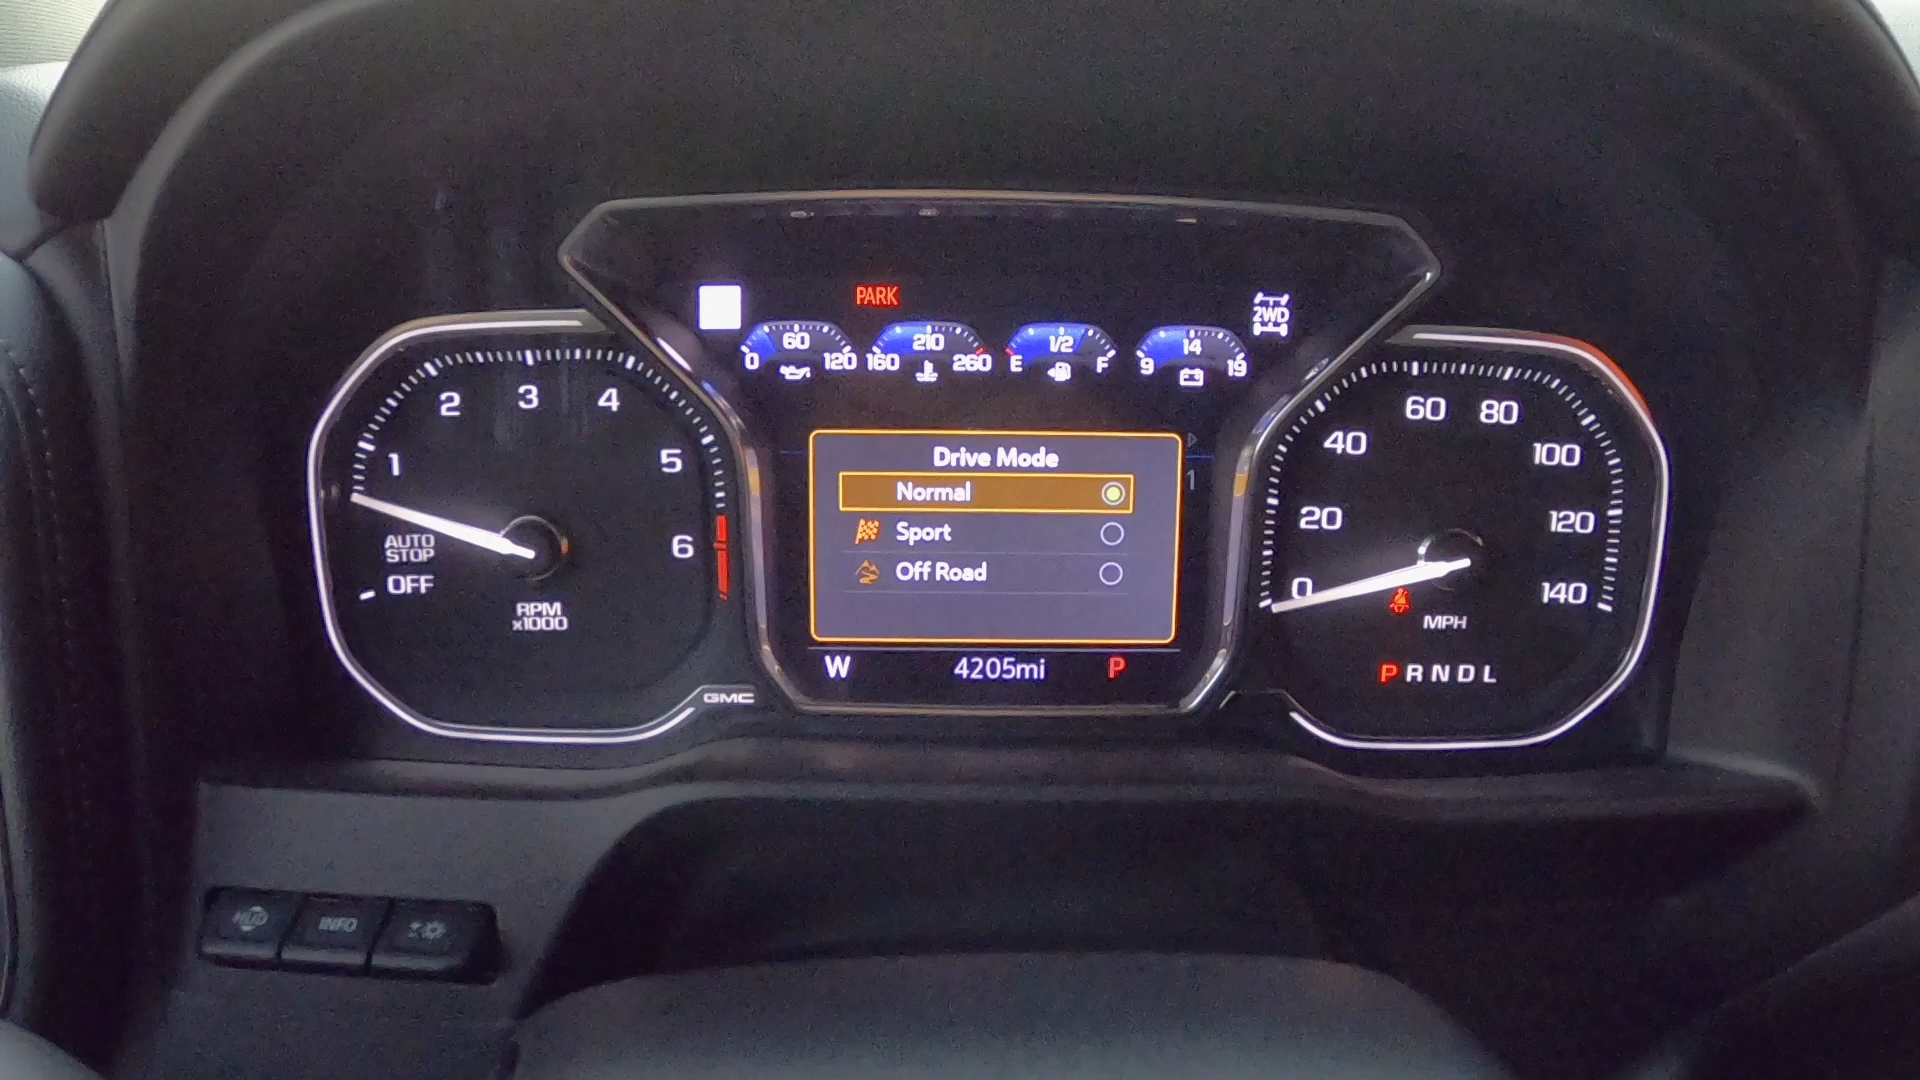 PARK
2WD
0 60 120
160 210 260
E 1/2 F
9 14 19
1 2 3 4 5 6
AUTO
STOP
OFF
RPM
x1000
Drive Mode
Normal
Sport
Off Road
1
W 4205mi P
GMC
0 20 40 60 80 100 120 140
MPH
P R N D L
HUD
INFO